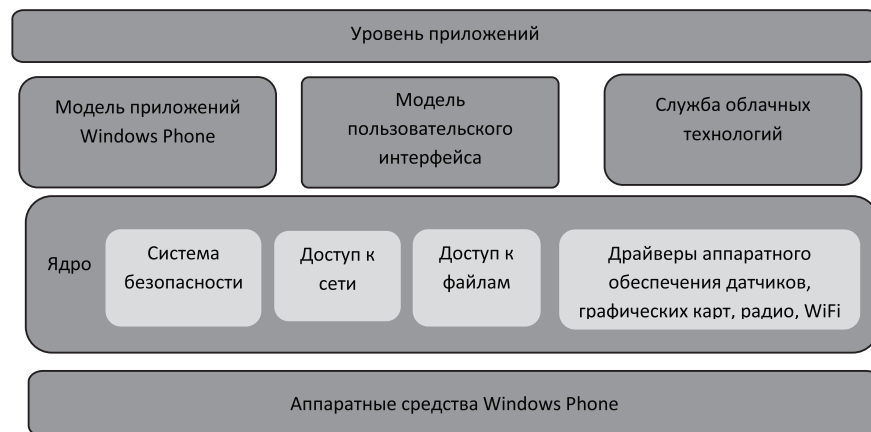 Уровень приложений
Модель приложений
Windows Phone
Модель
пользовательского
интерфейса
Служба облачных
технологий
Ядро
Система
безопасности
Доступ к
сети
Доступ к
файлам
Драйверы аппаратного
обеспечения датчиков,
графических карт, радио, WiFi
Аппаратные средства Windows Phone